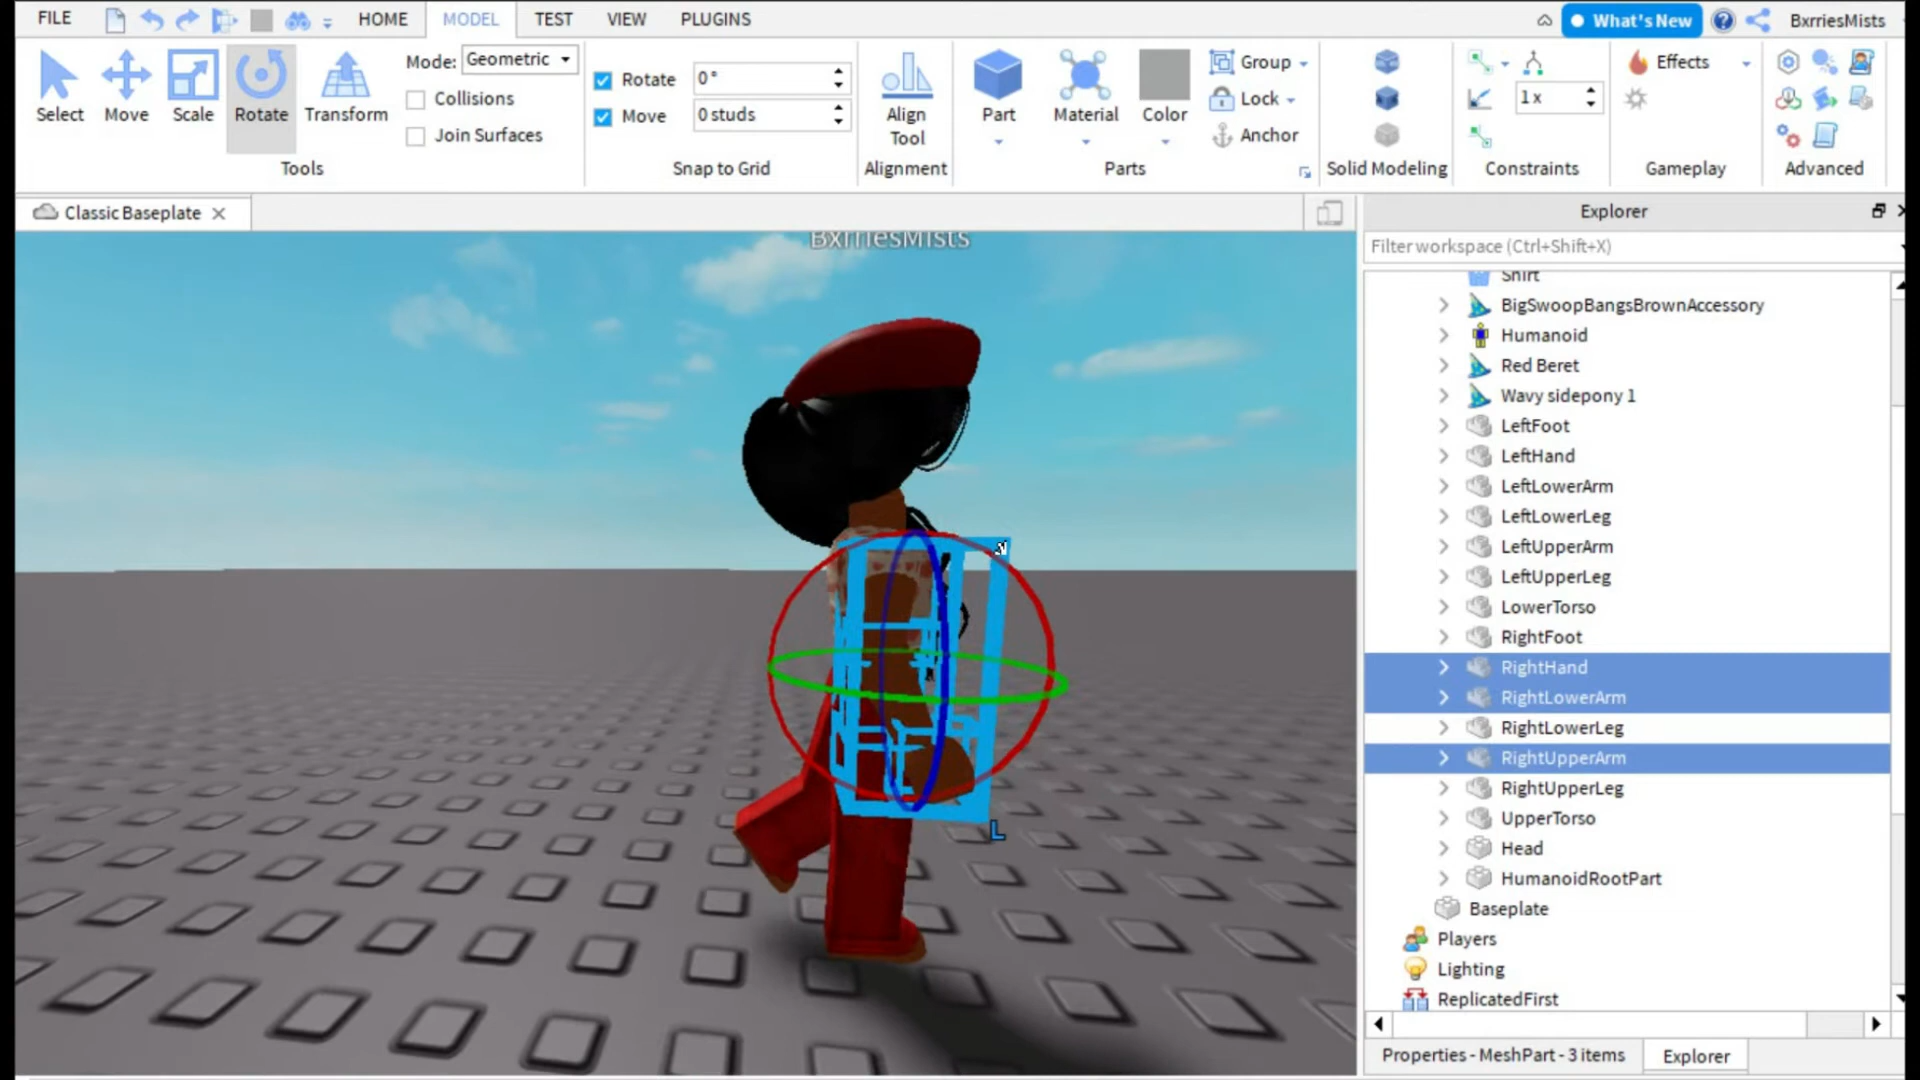 FILE
HOME
MODEL
TEST
VIEW
PLUGINS
What's New
BxrriesMists
Select
Move
Scale
Rotate
Transform
Mode: Geometric
Collisions
Join Surfaces
Tools
Rotate 0°
Move 0 studs
Snap to Grid
Align
Tool
Alignment
Part
Material
Color
Group
Lock
Anchor
Parts
Solid Modeling
1 x
Constraints
Effects
Gameplay
Advanced
Classic Baseplate
BxrriesMists
L
Explorer
Filter workspace (Ctrl+Shift+X)
Shirt
BigSwoopBangsBrownAccessory
Humanoid
Red Beret
Wavy sidepony 1
LeftFoot
LeftHand
LeftLowerArm
LeftLowerLeg
LeftUpperArm
LeftUpperLeg
LowerTorso
RightFoot
RightHand
RightLowerArm
RightLowerLeg
RightUpperArm
RightUpperLeg
UpperTorso
Head
HumanoidRootPart
Baseplate
Players
Lighting
ReplicatedFirst
Properties - MeshPart - 3 items
Explorer